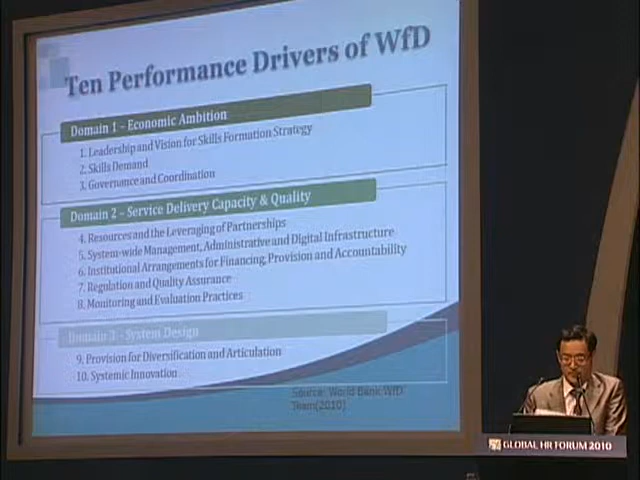 Ten Performance Drivers of WfD
Domain 1 – Economic Ambition
1. Leadership and Vision for Skills Formation Strategy
2. Skills Demand
3. Governance and Coordination
Domain 2 – Service Delivery Capacity & Quality
4. Resources and the Leveraging of Partnerships
5. System-wide Management, Administrative and Digital Infrastructure
6. Institutional Arrangements for Financing, Provision and Accountability
7. Regulation and Quality Assurance
8. Monitoring and Evaluation Practices
Domain 3 – System Design
9. Provision for Diversification and Articulation
10. Systemic Innovation
Source: World Bank WfD
Team(2010)
GLOBAL HR FORUM 2010